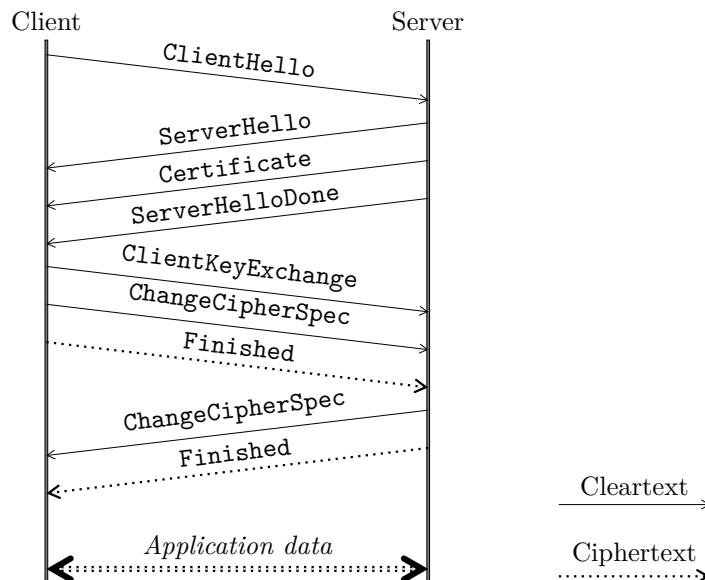 Client
Server
ClientHello
ServerHello
Certificate
ServerHelloDone
ClientKeyExchange
ChangeCipherSpec
Finished
ChangeCipherSpec
Finished
Application data
Cleartext
Ciphertext